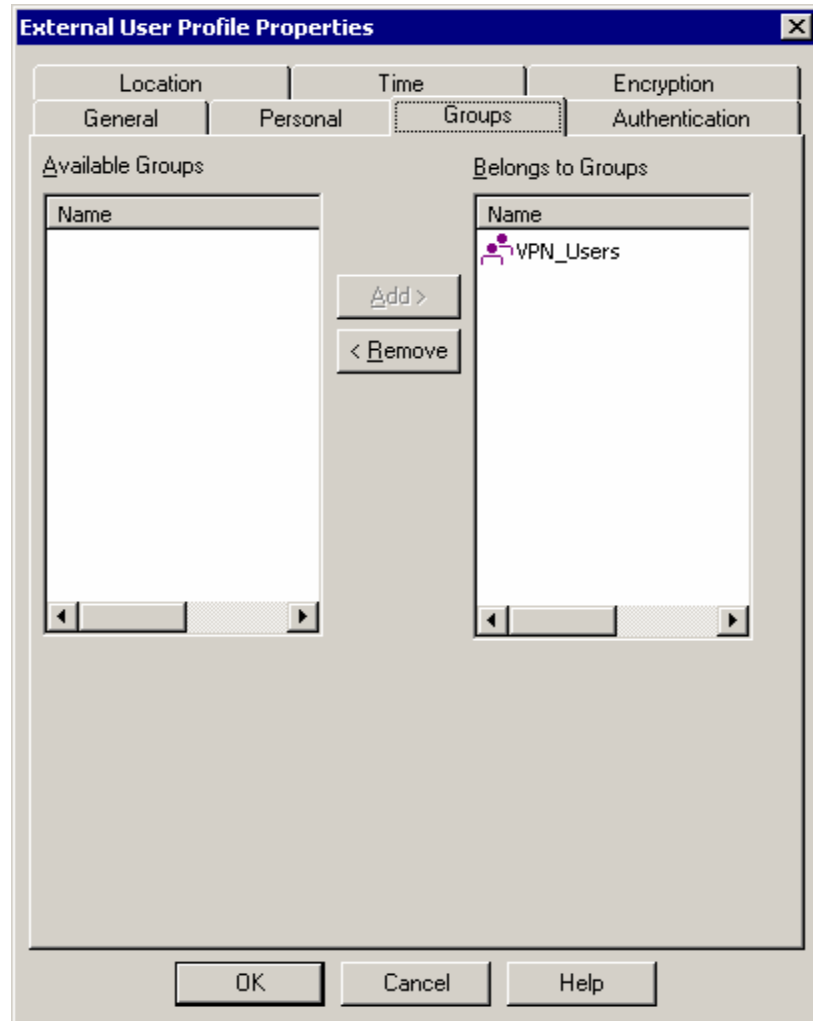 External User Profile Properties
Location Time Encryption
General Personal Groups Authentication
Available Groups Belongs to Groups
Name Name
VPN_Users
Add >
< Remove
OK Cancel Help